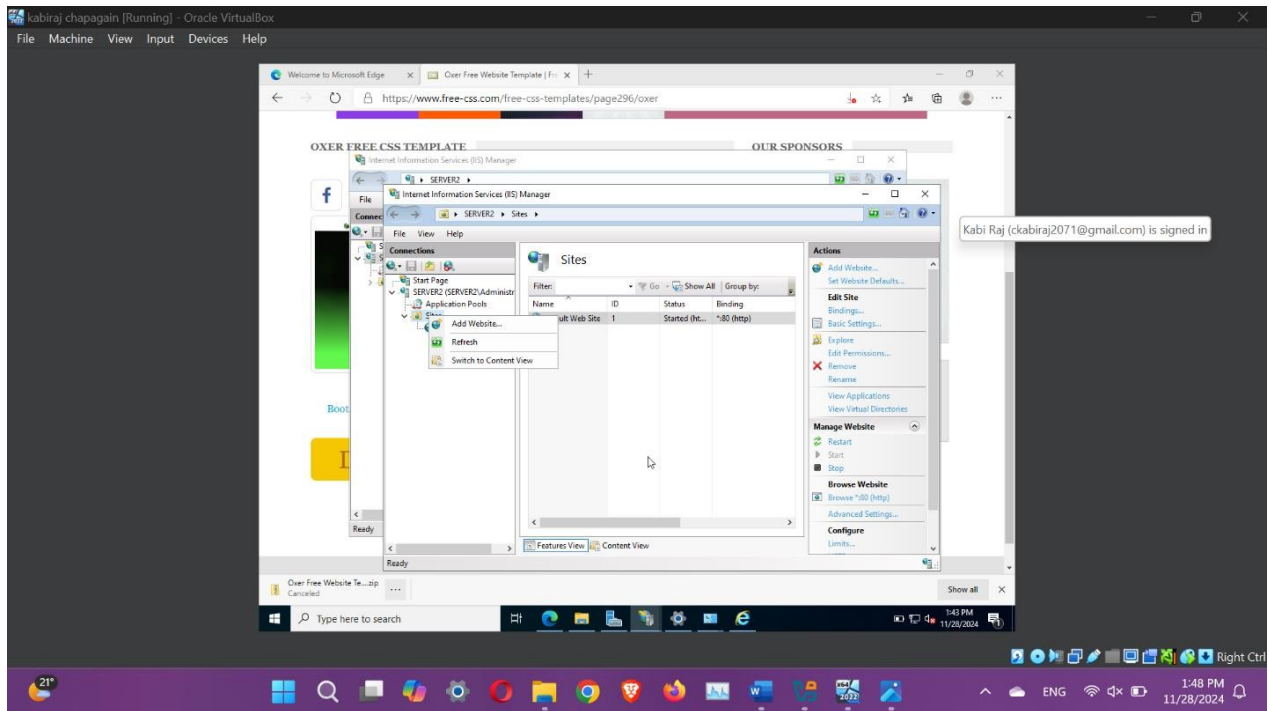 kabiraj chapagain [Running] - Oracle VirtualBox
File Machine View Input Devices Help
Welcome to Microsoft Edge
Oxer Free Website Template | Fre
https://www.free-css.com/free-css-templates/page296/oxer
OXER FREE CSS TEMPLATE
OUR SPONSORS
Internet Information Services (IIS) Manager
SERVER2
File
Connec
Internet Information Services (IIS) Manager
SERVER2 Sites
File View Help
Kabi Raj (ckabiraj2071@gmail.com) is signed in
Connections
Start Page
SERVER2 (SERVER2\Administr
Application Pools
Add Website...
Refresh
Switch to Content View
Sites
Filter: Go Show All Group by:
Name ID Status Binding
ult Web Site 1 Started (ht... *:80 (http)
Actions
Add Website...
Set Website Defaults...
Edit Site
Bindings...
Basic Settings...
Explore
Edit Permissions...
Remove
Rename
View Applications
View Virtual Directories
Manage Website
Restart
Start
Stop
Browse Website
Browse *:80 (http)
Advanced Settings...
Configure
Limits...
Boot
D
Ready
Features View Content View
Ready
Oxer Free Website Te....zip
Canceled
Show all
Type here to search
1:43 PM
11/28/2024
Right Ctrl
21°
ENG
1:48 PM
11/28/2024